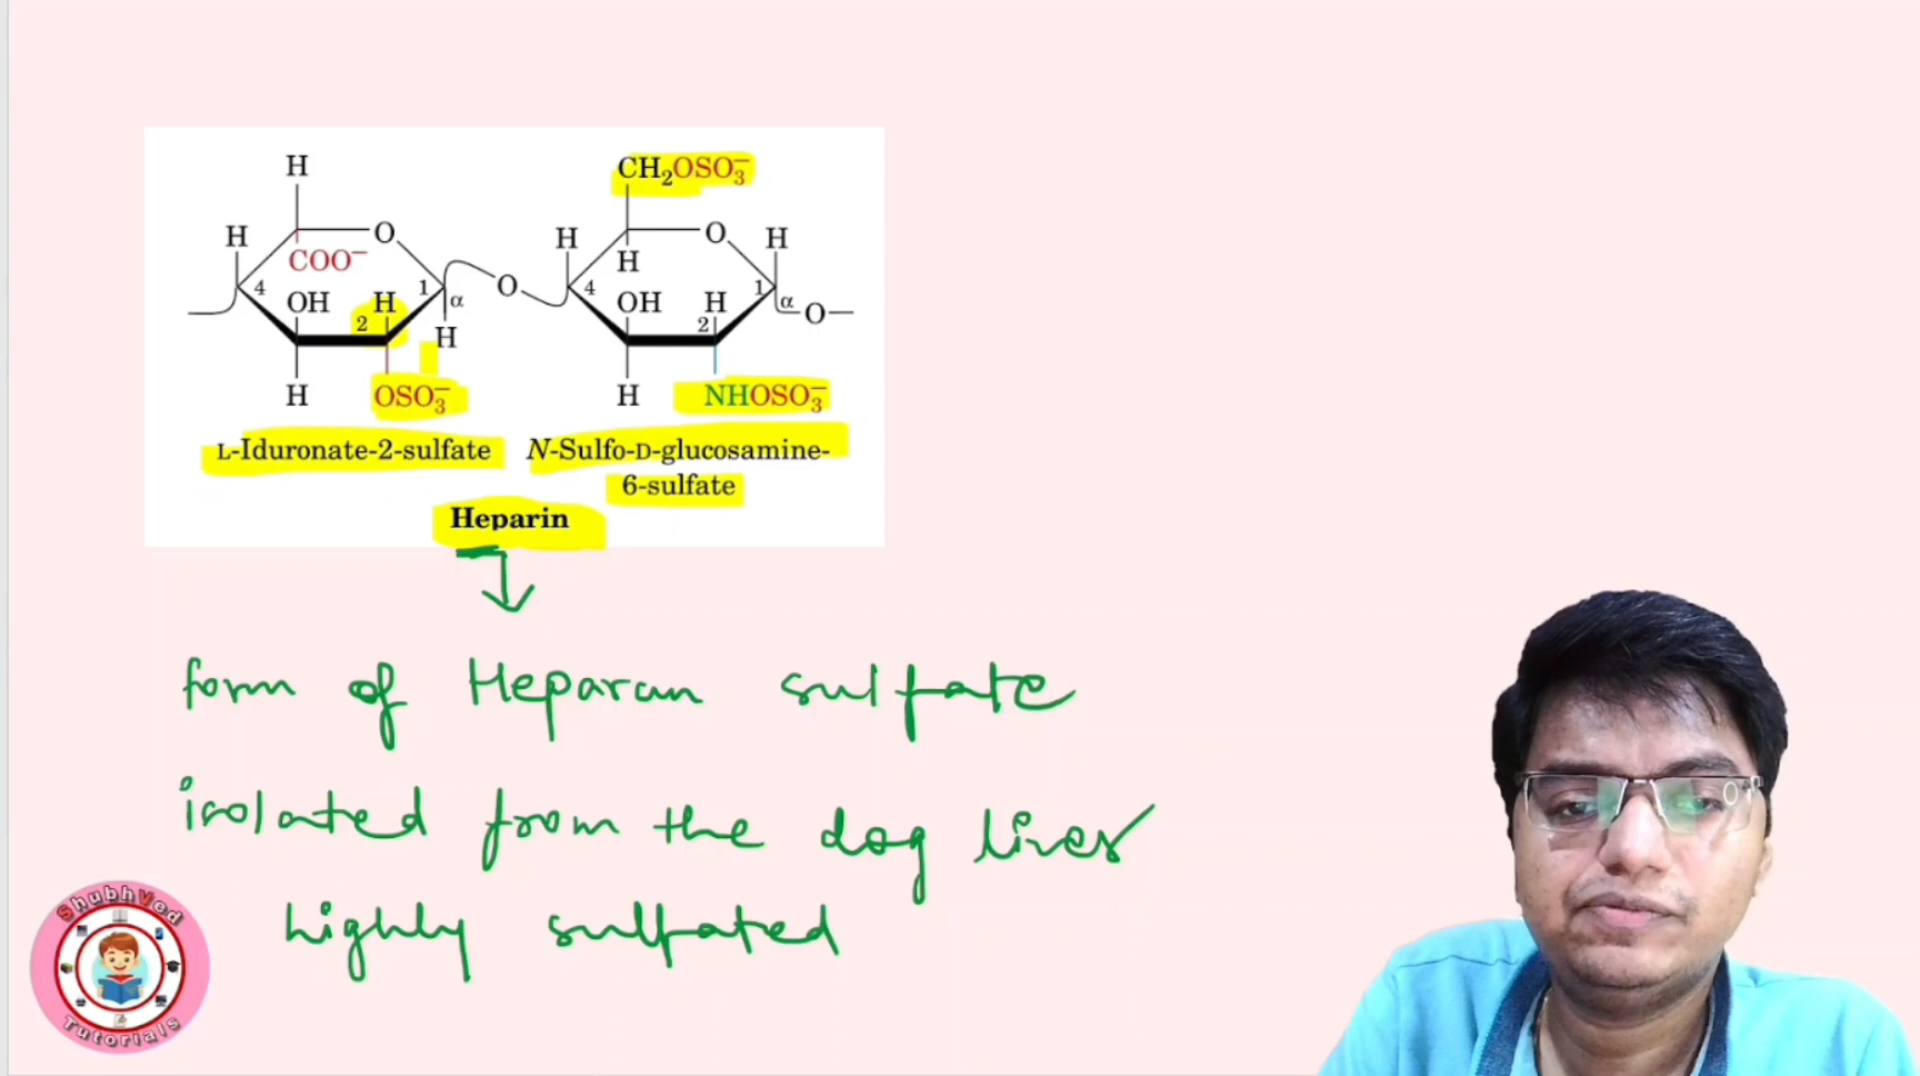 H CH₂OSO₃⁻
H O H O H
COO⁻ H
4 OH H 1 α O 4 OH H 1 α O
2 H 2
H OSO₃⁻ H NHOSO₃⁻
L-Iduronate-2-sulfate N-Sulfo-D-glucosamine-
6-sulfate
Heparin
form of Heparan sulfate
isolated from the dog liver
highly sulfated
ShubhVed
Tutorials